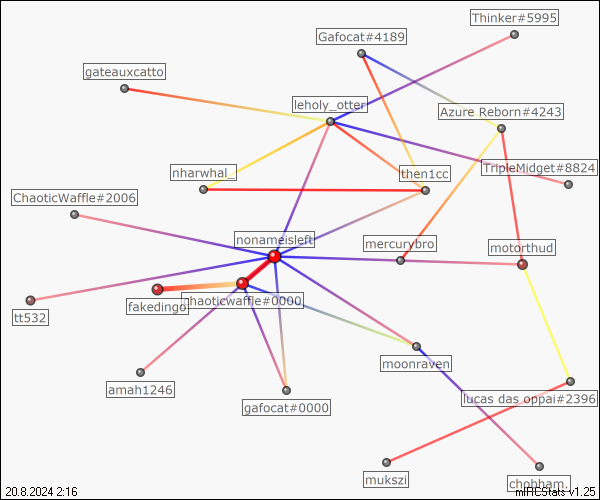 Thinker#5995
Gafocat#4189
gateauxcatto
leholy_otter
Azure Reborn#4243
nharwhal_
then1cc
TripleMidget#8824
ChaoticWaffle#2006
nonameisleft
mercurybro
motorthud
fakedingo
chaoticwaffle#0000
tt532
moonraven
amah1246
gafocat#0000
lucas das oppai#2396
mukszi
chobham.
20.8.2024 2:16
mIRCStats v1.25